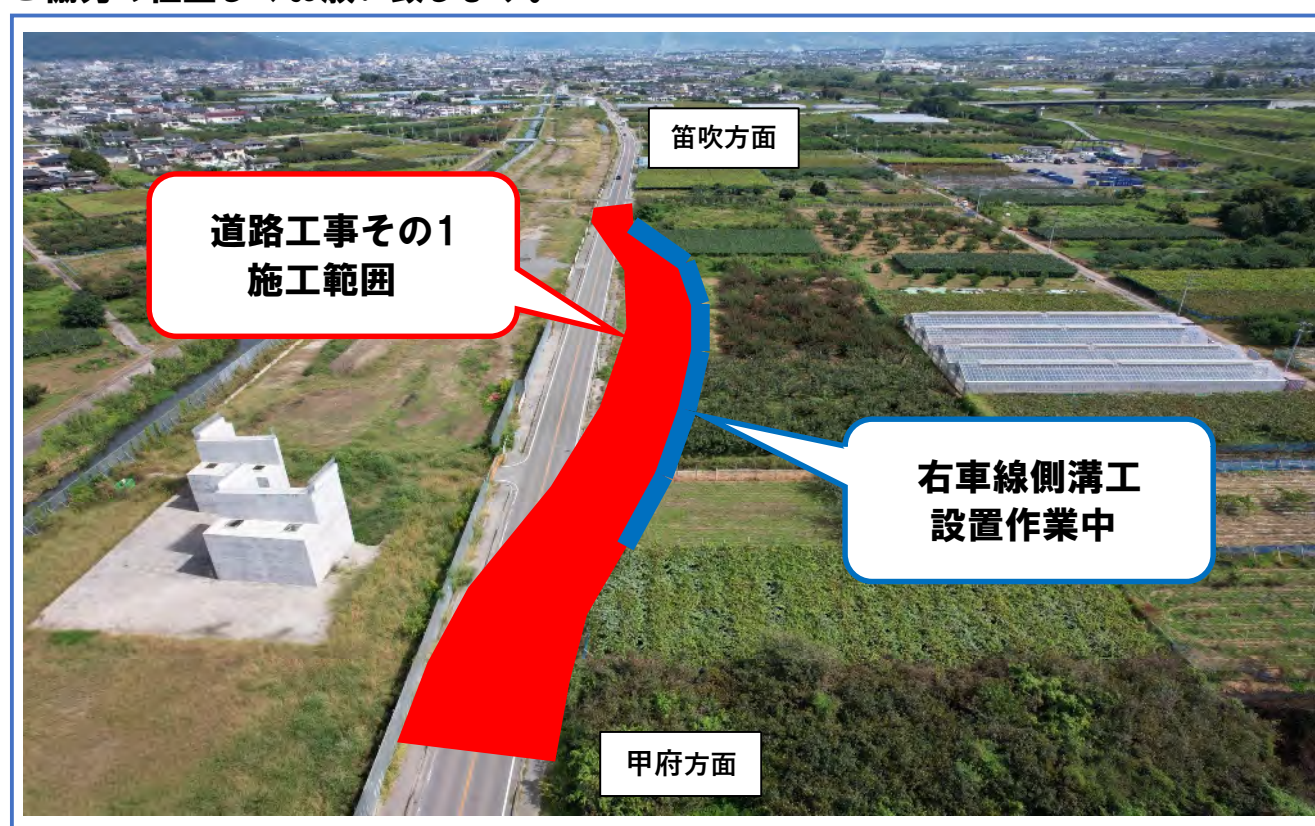 笛吹方面
道路工事その1
施工範囲
右車線側溝工
設置作業中
甲府方面